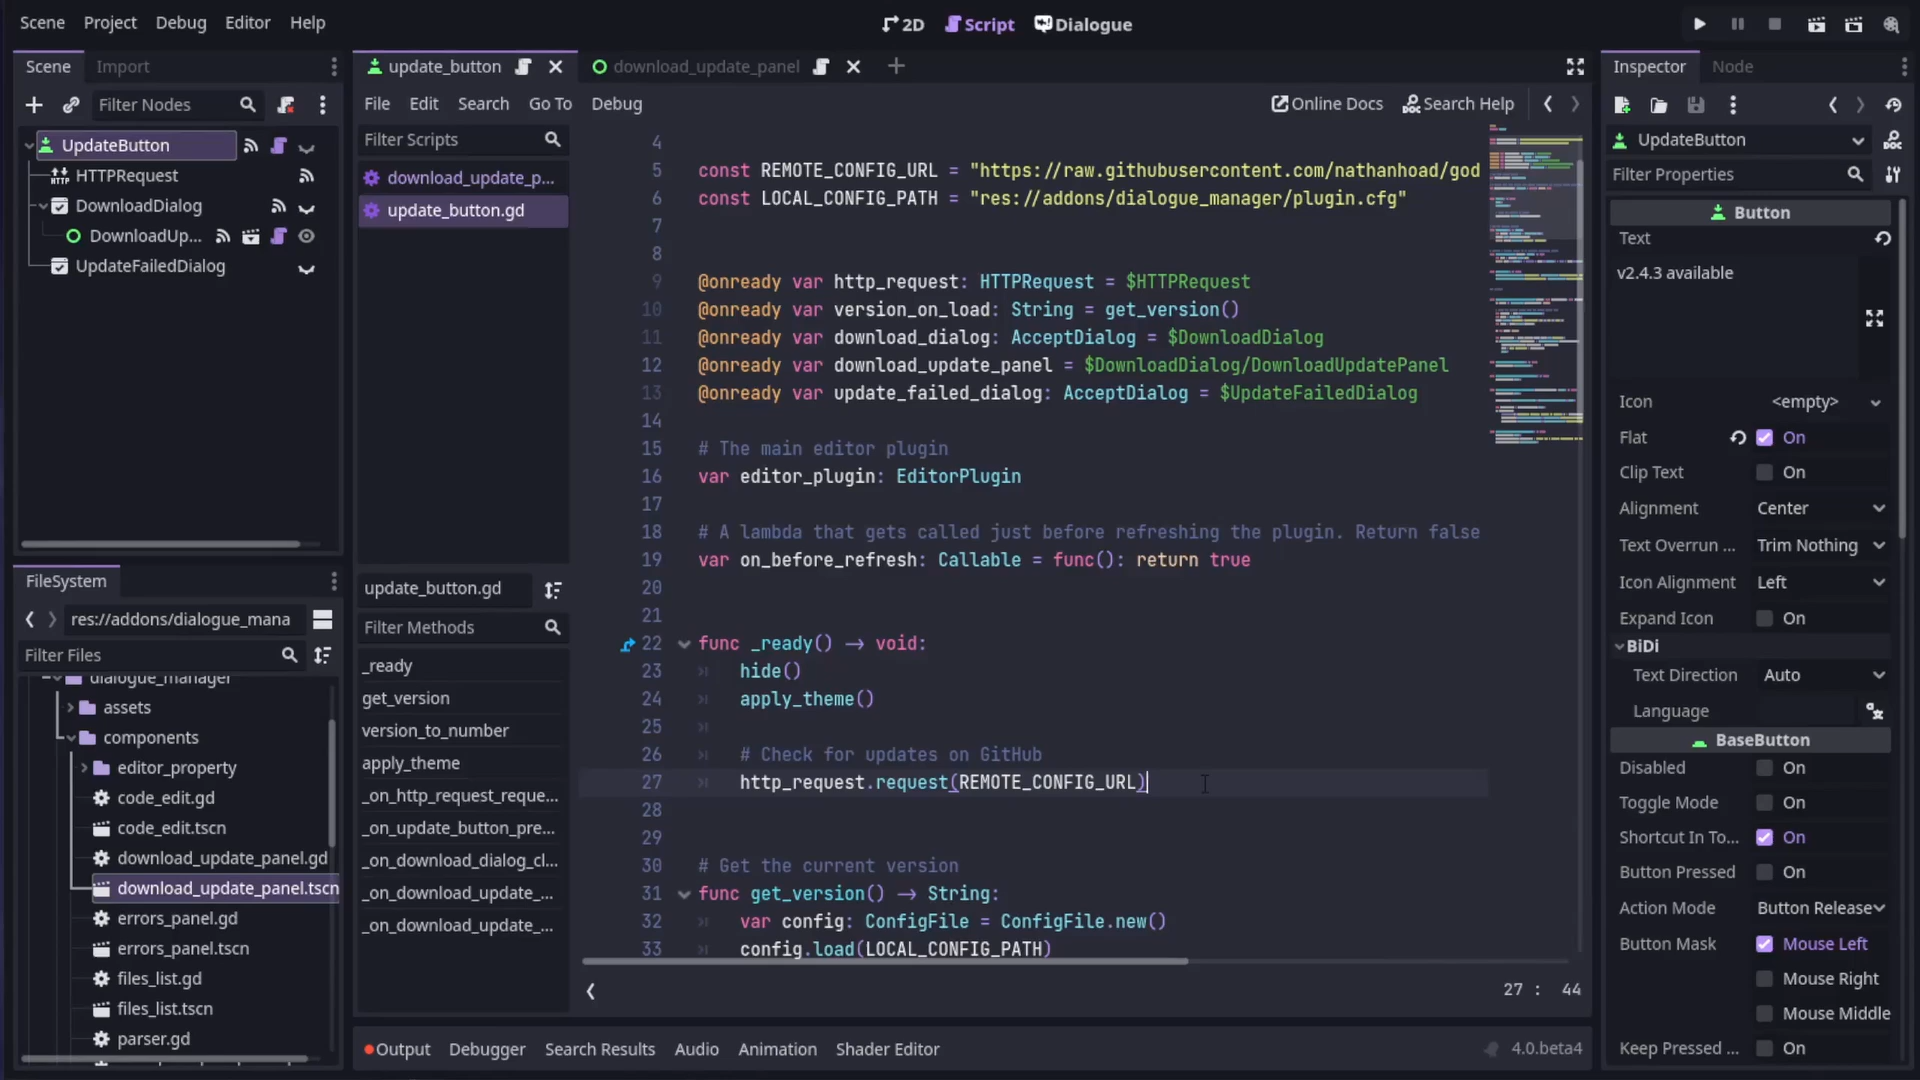 Scene Project Debug Editor Help
2D Script Dialogue
Scene Import
Filter Nodes
UpdateButton
HTTPRequest
DownloadDialog
DownloadUp...
UpdateFailedDialog
FileSystem
res://addons/dialogue_mana
Filter Files
dialogue_manager
assets
components
editor_property
code_edit.gd
code_edit.tscn
download_update_panel.gd
download_update_panel.tscn
errors_panel.gd
errors_panel.tscn
files_list.gd
files_list.tscn
parser.gd
update_button download_update_panel
File Edit Search Go To Debug Online Docs Search Help
Filter Scripts
download_update_p...
update_button.gd
update_button.gd
Filter Methods
_ready
get_version
version_to_number
apply_theme
_on_http_request_reque...
_on_update_button_pre...
_on_download_dialog_cl...
_on_download_update_...
_on_download_update_...
4
5 const REMOTE_CONFIG_URL = "https://raw.githubusercontent.com/nathanhoad/god
6 const LOCAL_CONFIG_PATH = "res://addons/dialogue_manager/plugin.cfg"
7
8
9 @onready var http_request: HTTPRequest = $HTTPRequest
10 @onready var version_on_load: String = get_version()
11 @onready var download_dialog: AcceptDialog = $DownloadDialog
12 @onready var download_update_panel = $DownloadDialog/DownloadUpdatePanel
13 @onready var update_failed_dialog: AcceptDialog = $UpdateFailedDialog
14
15 # The main editor plugin
16 var editor_plugin: EditorPlugin
17
18 # A lambda that gets called just before refreshing the plugin. Return false
19 var on_before_refresh: Callable = func(): return true
20
21
22 func _ready() -> void:
23 hide()
24 apply_theme()
25
26 # Check for updates on GitHub
27 http_request.request(REMOTE_CONFIG_URL)
28
29
30 # Get the current version
31 func get_version() -> String:
32 var config: ConfigFile = ConfigFile.new()
33 config.load(LOCAL_CONFIG_PATH)
27 : 44
Output Debugger Search Results Audio Animation Shader Editor 4.0.beta4
Inspector Node
UpdateButton
Filter Properties
Button
Text
v2.4.3 available
Icon <empty>
Flat On
Clip Text On
Alignment Center
Text Overrun ... Trim Nothing
Icon Alignment Left
Expand Icon On
BiDi
Text Direction Auto
Language
BaseButton
Disabled On
Toggle Mode On
Shortcut In To... On
Button Pressed On
Action Mode Button Release
Button Mask Mouse Left
Mouse Right
Mouse Middle
Keep Pressed ... On